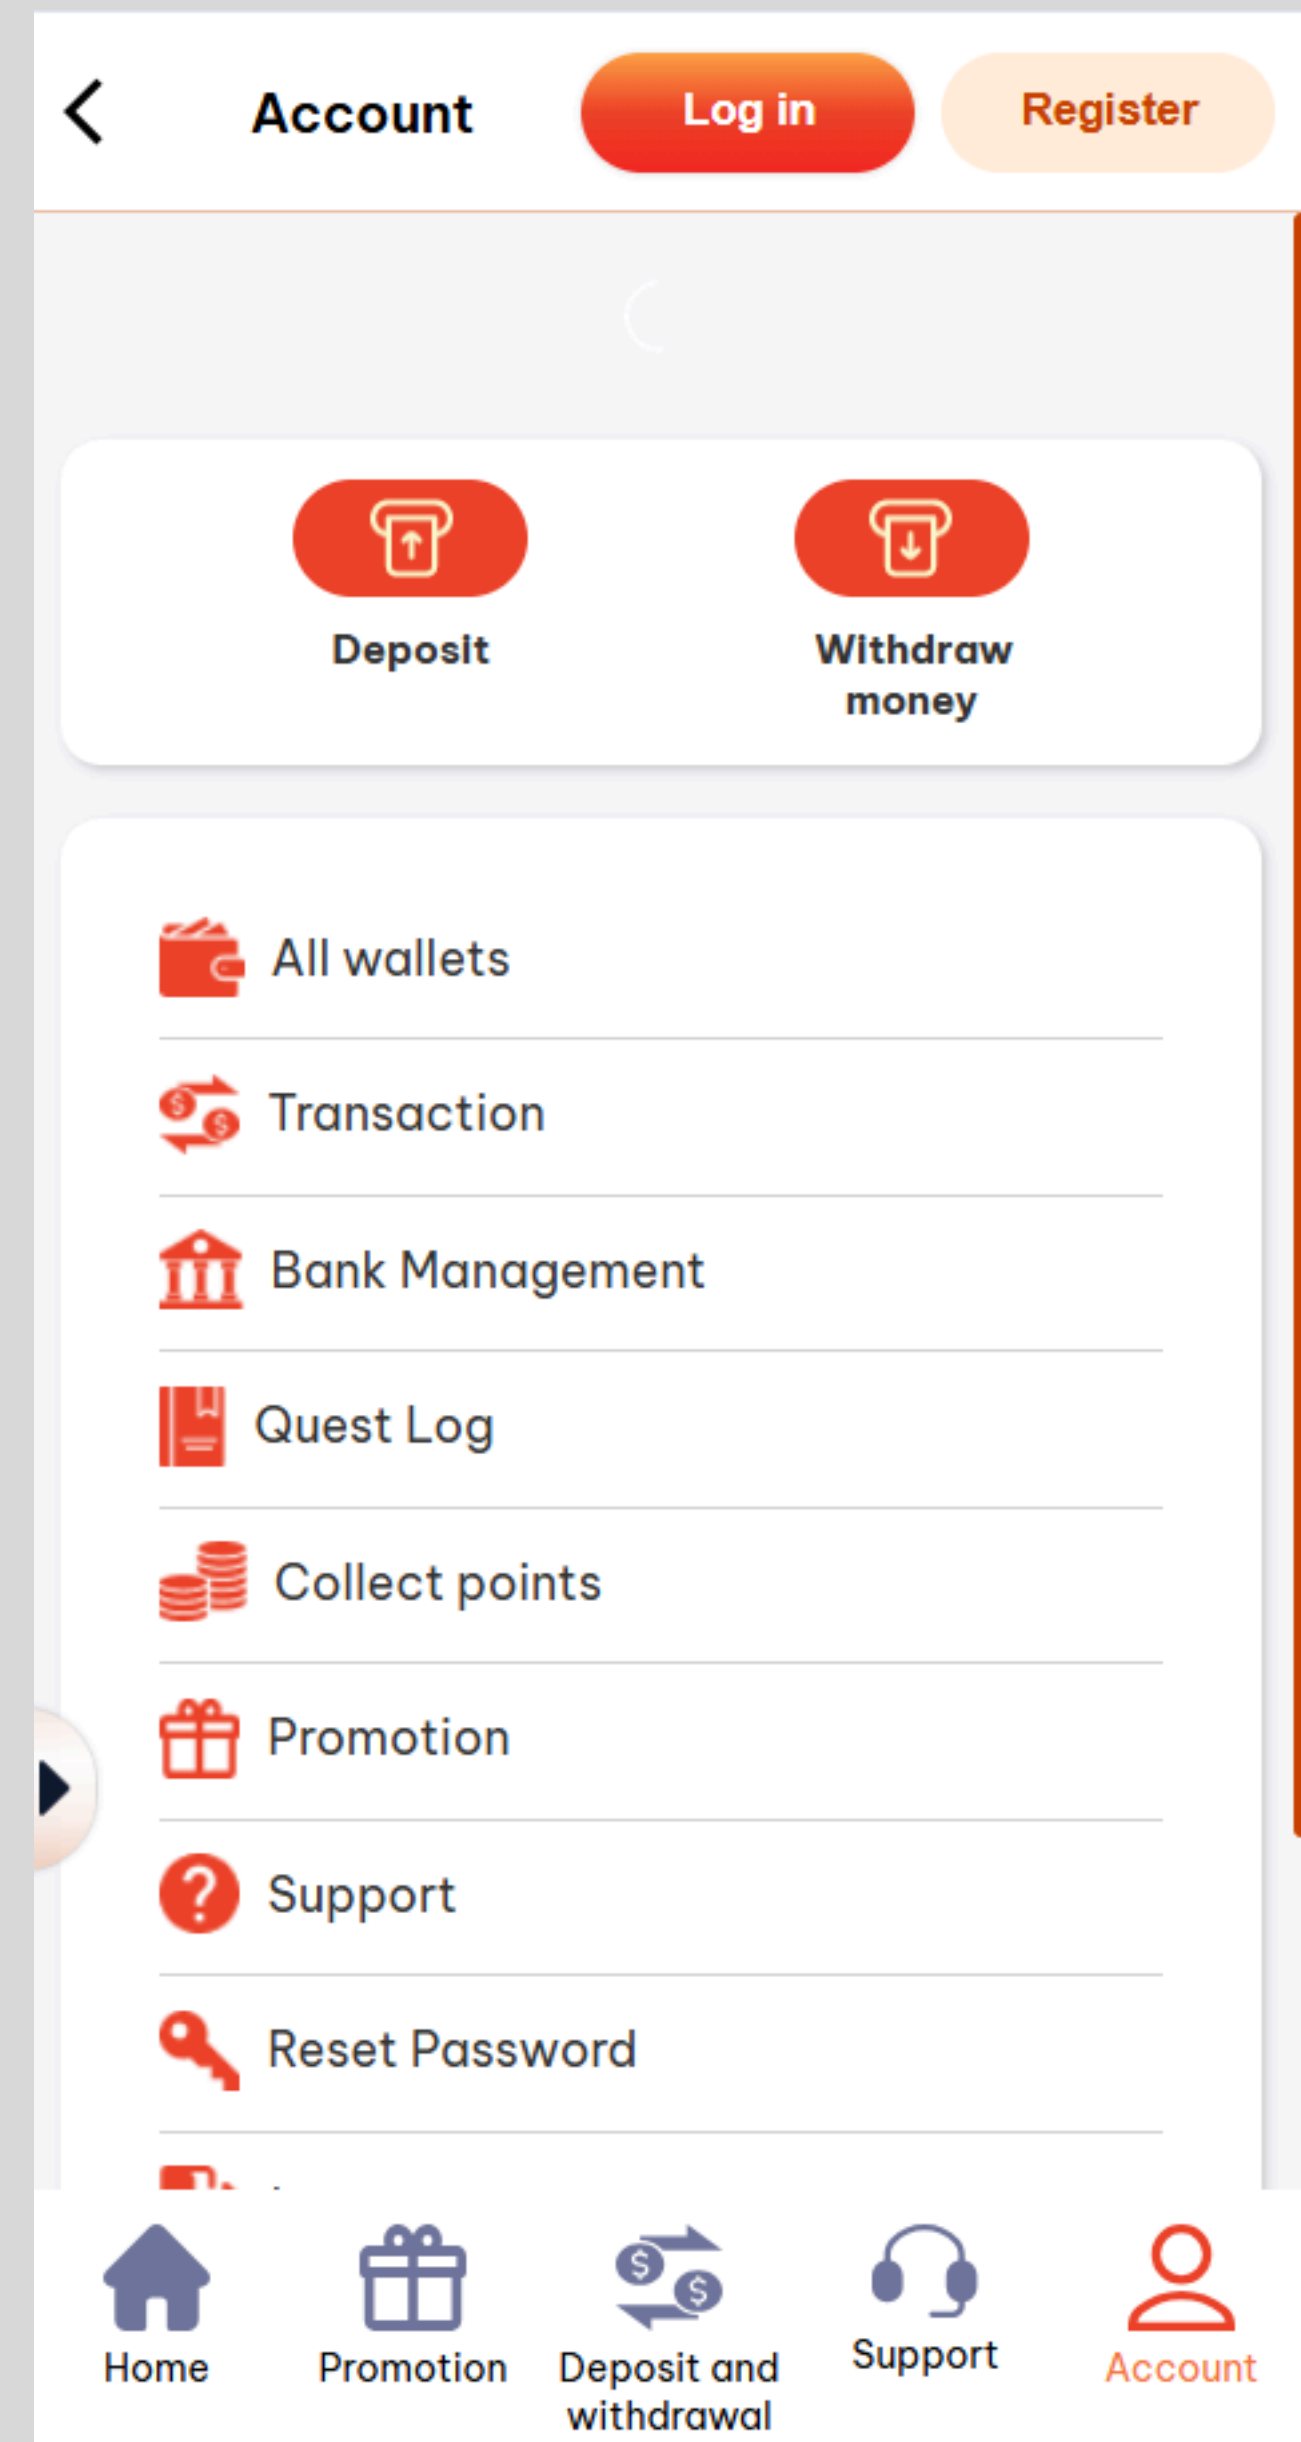 Account
Log in
Register
Deposit
Withdraw
money
All wallets
Transaction
Bank Management
Quest Log
Collect points
Promotion
Support
Reset Password
Home
Promotion
Deposit and
withdrawal
Support
Account